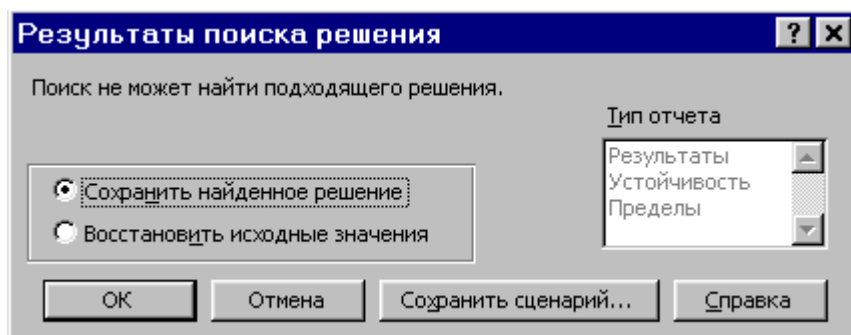 Результаты поиска решения
Поиск не может найти подходящего решения.
Тип отчета
Результаты
Устойчивость
Пределы
Сохранить найденное решение
Восстановить исходные значения
ОК Отмена Сохранить сценарий... Справка